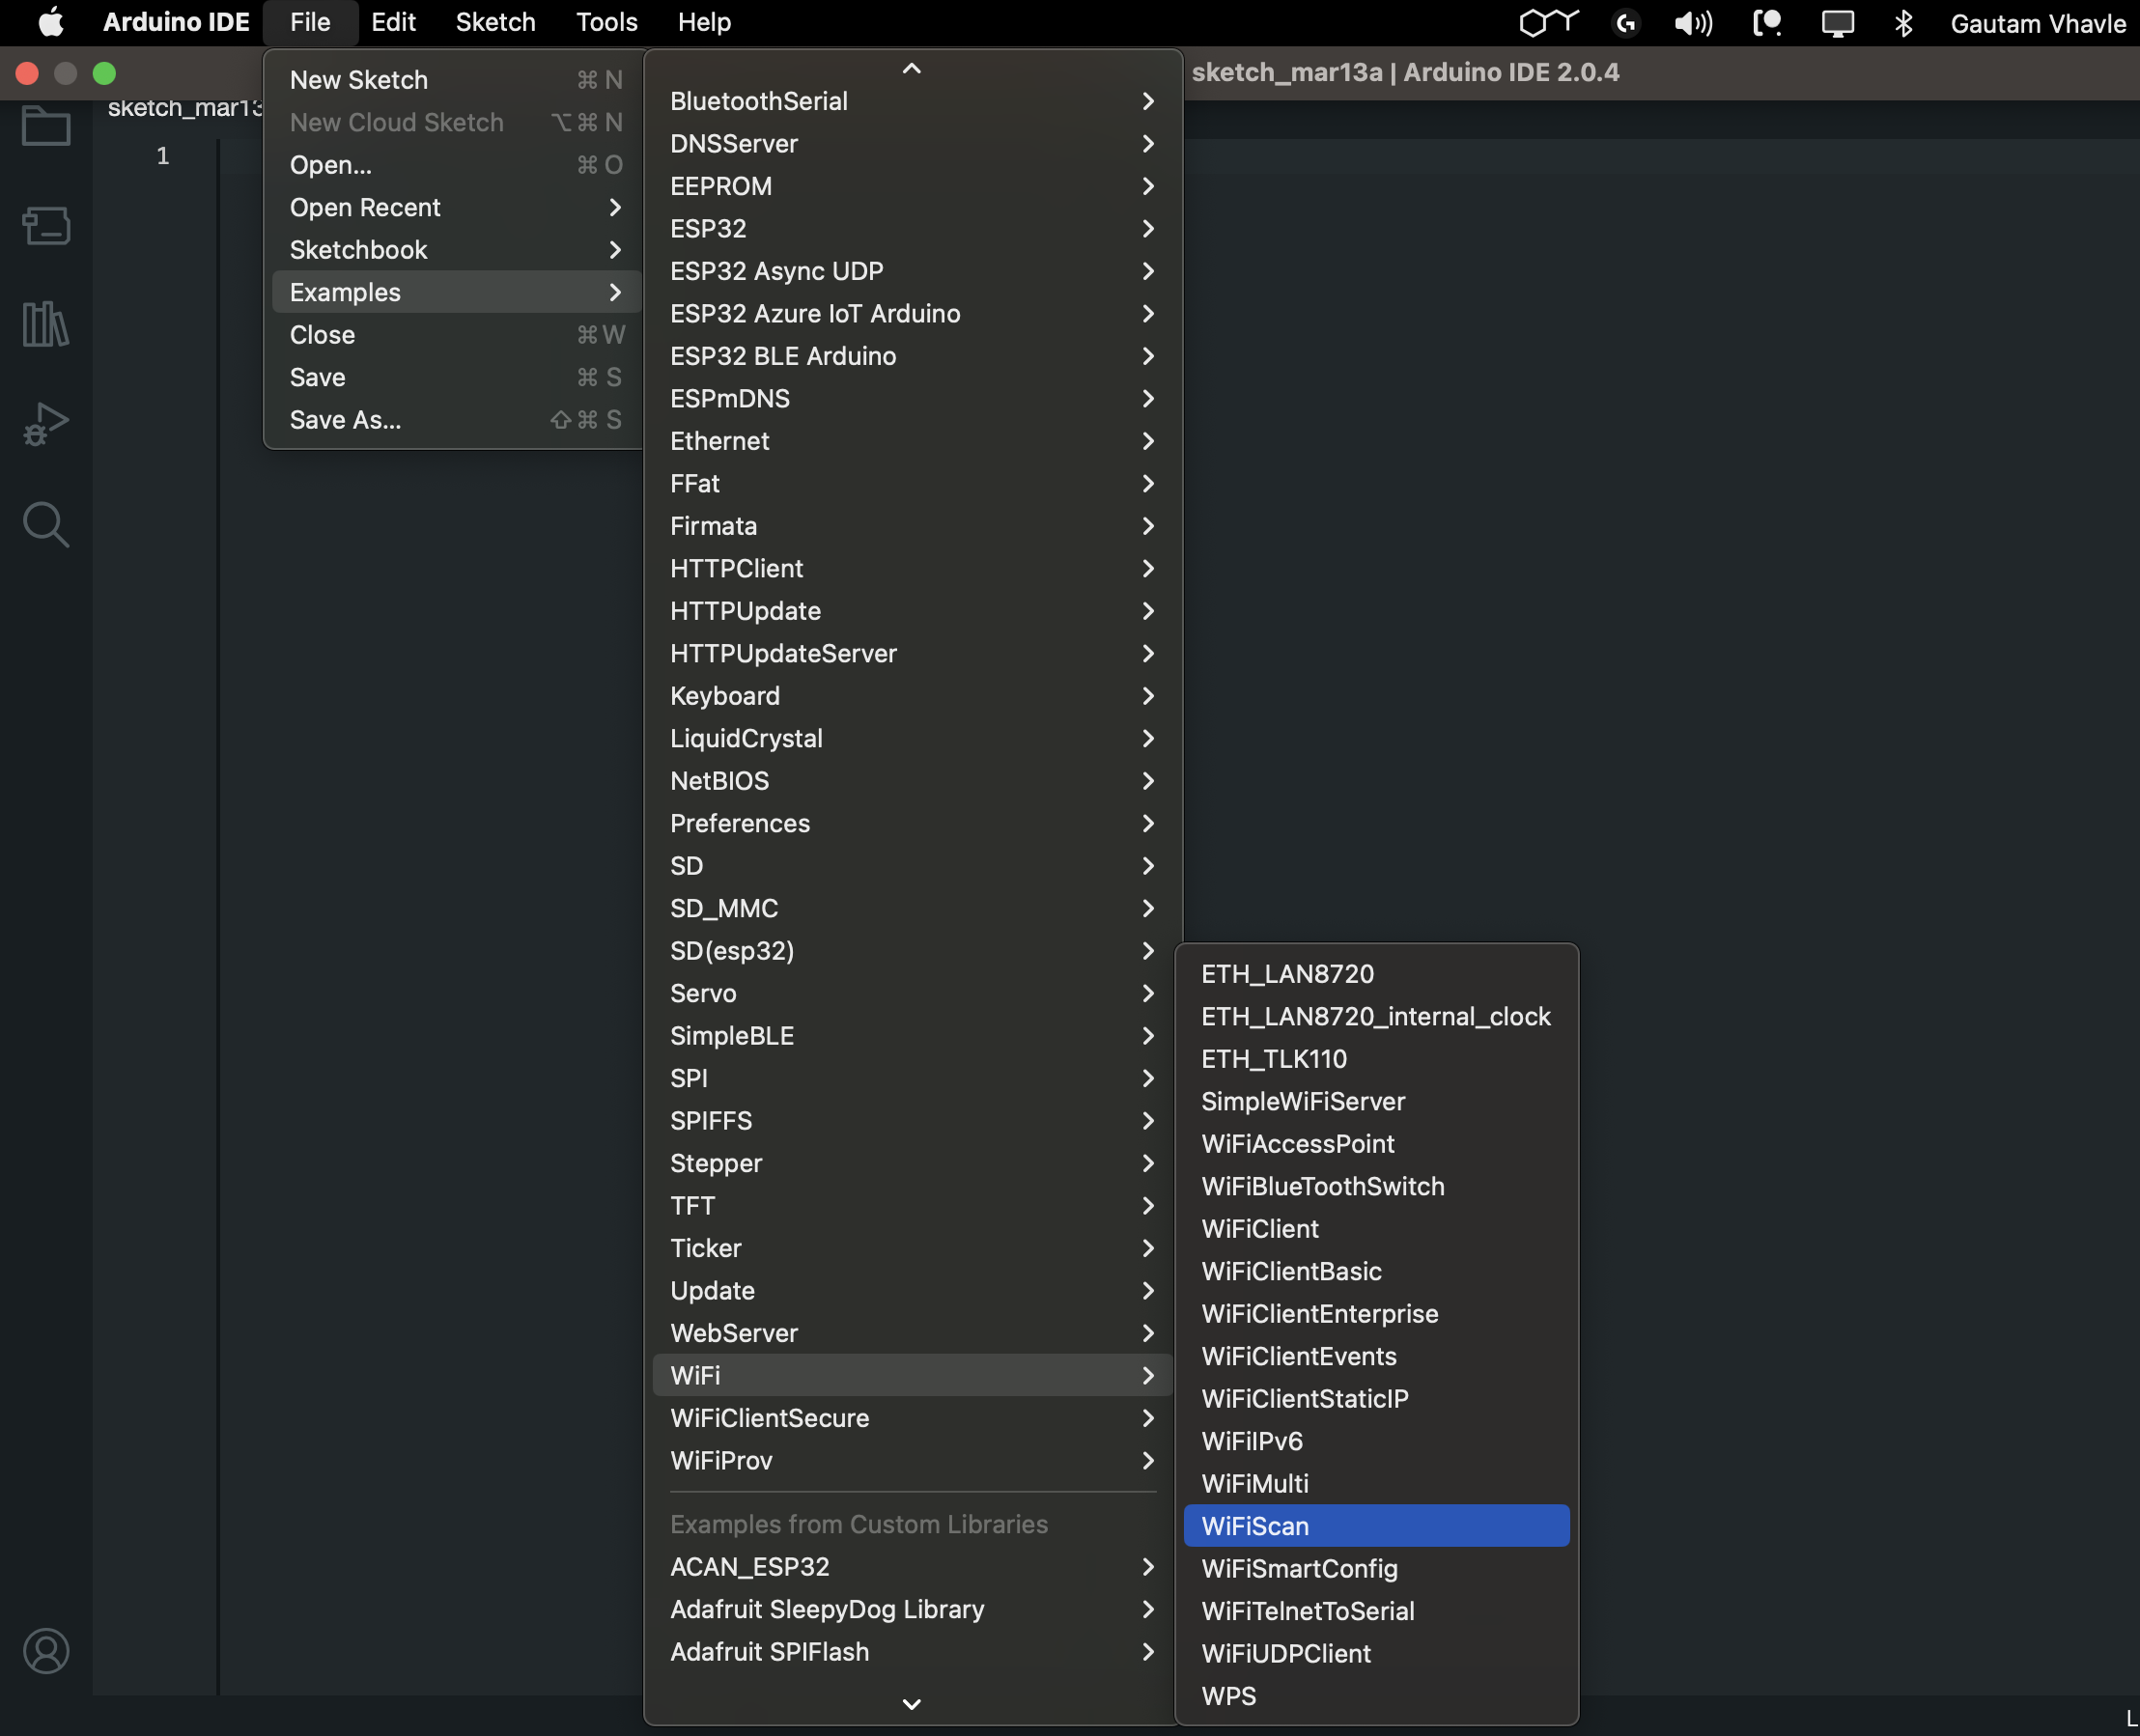 Arduino IDE File Edit Sketch Tools Help Gautam Vhavle
sketch_mar13a | Arduino IDE 2.0.4
sketch_mar13
1
New Sketch ⌘ N
New Cloud Sketch ⌥ ⌘ N
Open... ⌘ O
Open Recent
Sketchbook
Examples
Close ⌘ W
Save ⌘ S
Save As... ⇧ ⌘ S
BluetoothSerial
DNSServer
EEPROM
ESP32
ESP32 Async UDP
ESP32 Azure IoT Arduino
ESP32 BLE Arduino
ESPmDNS
Ethernet
FFat
Firmata
HTTPClient
HTTPUpdate
HTTPUpdateServer
Keyboard
LiquidCrystal
NetBIOS
Preferences
SD
SD_MMC
SD(esp32)
Servo
SimpleBLE
SPI
SPIFFS
Stepper
TFT
Ticker
Update
WebServer
WiFi
WiFiClientSecure
WiFiProv
Examples from Custom Libraries
ACAN_ESP32
Adafruit SleepyDog Library
Adafruit SPIFlash
ETH_LAN8720
ETH_LAN8720_internal_clock
ETH_TLK110
SimpleWiFiServer
WiFiAccessPoint
WiFiBlueToothSwitch
WiFiClient
WiFiClientBasic
WiFiClientEnterprise
WiFiClientEvents
WiFiClientStaticIP
WiFiIPv6
WiFiMulti
WiFiScan
WiFiSmartConfig
WiFiTelnetToSerial
WiFiUDPClient
WPS
L